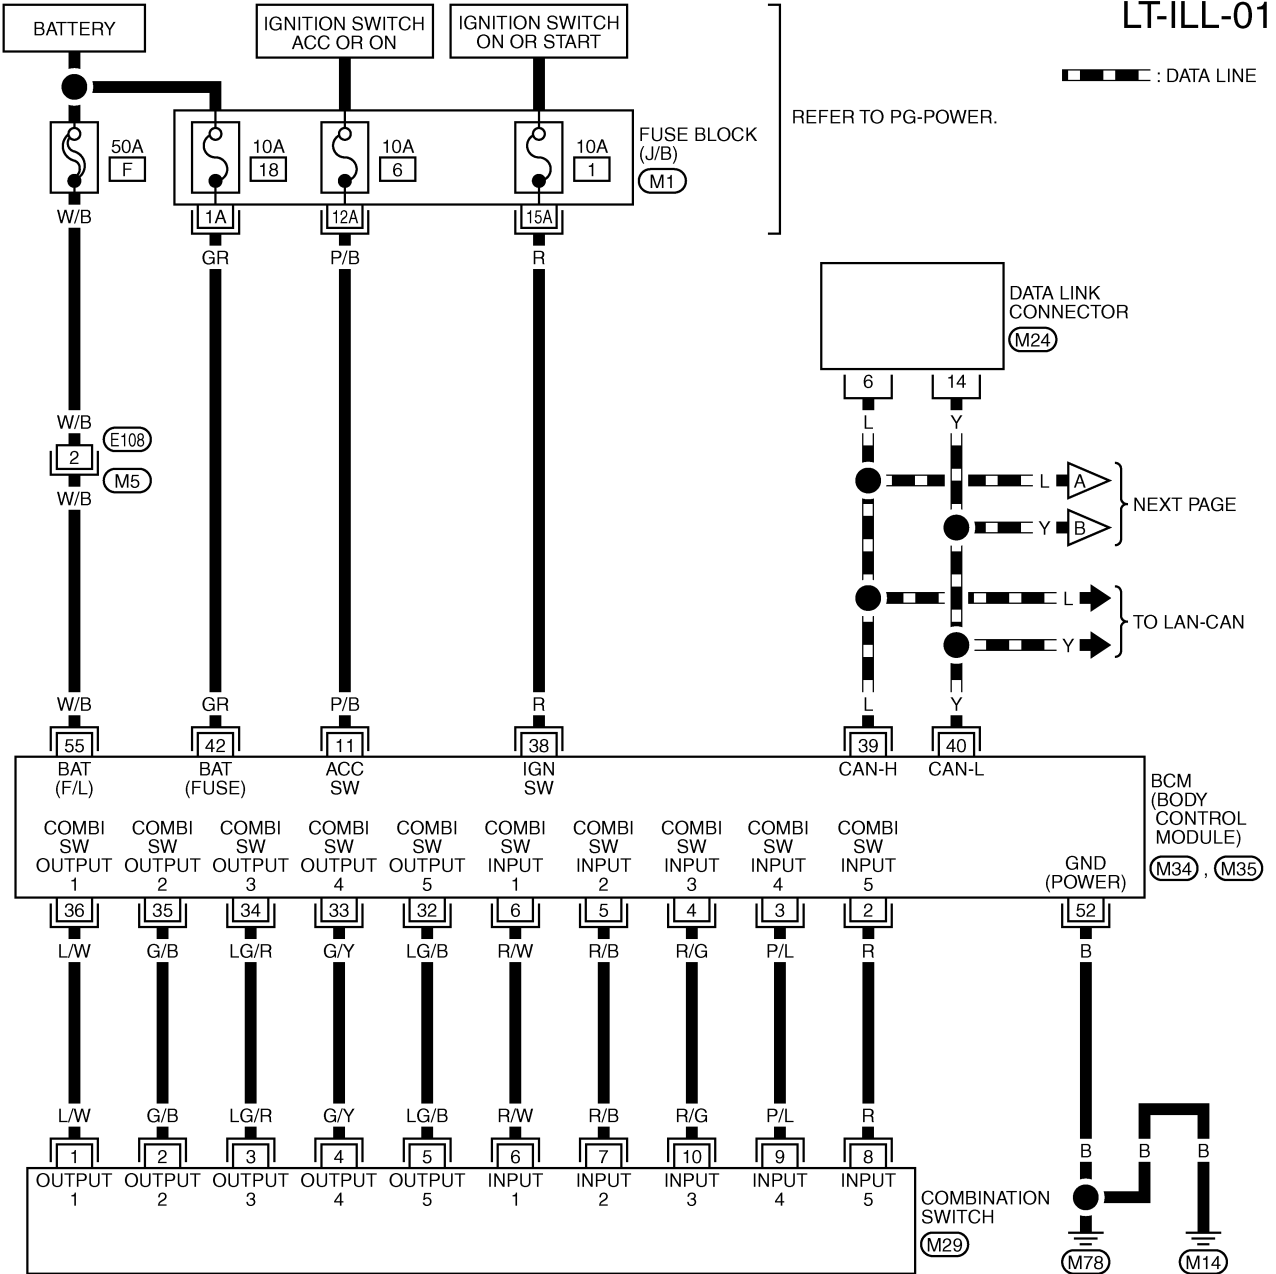 LT-ILL-01
BATTERY
IGNITION SWITCH
ACC OR ON
IGNITION SWITCH
ON OR START
: DATA LINE
REFER TO PG-POWER.
50A
F
10A
18
10A
6
10A
1
FUSE BLOCK
(J/B)
M1
1A
12A
15A
W/B
GR
P/B
R
DATA LINK
CONNECTOR
M24
6
14
L
Y
W/B
E108
2
M5
W/B
L
A
Y
B
NEXT PAGE
L
Y
TO LAN-CAN
W/B
GR
P/B
R
L
Y
55
42
11
38
39
40
BAT
(F/L)
BAT
(FUSE)
ACC
SW
IGN
SW
CAN-H
CAN-L
BCM
(BODY
CONTROL
MODULE)
M34 , M35
COMBI
SW
OUTPUT
1
COMBI
SW
OUTPUT
2
COMBI
SW
OUTPUT
3
COMBI
SW
OUTPUT
4
COMBI
SW
OUTPUT
5
COMBI
SW
INPUT
1
COMBI
SW
INPUT
2
COMBI
SW
INPUT
3
COMBI
SW
INPUT
4
COMBI
SW
INPUT
5
GND
(POWER)
36
35
34
33
32
6
5
4
3
2
52
L/W
G/B
LG/R
G/Y
LG/B
R/W
R/B
R/G
P/L
R
B
L/W
G/B
LG/R
G/Y
LG/B
R/W
R/B
R/G
P/L
R
B
B
B
1
2
3
4
5
6
7
10
9
8
OUTPUT
1
OUTPUT
2
OUTPUT
3
OUTPUT
4
OUTPUT
5
INPUT
1
INPUT
2
INPUT
3
INPUT
4
INPUT
5
COMBINATION
SWITCH
M29
M78
M14